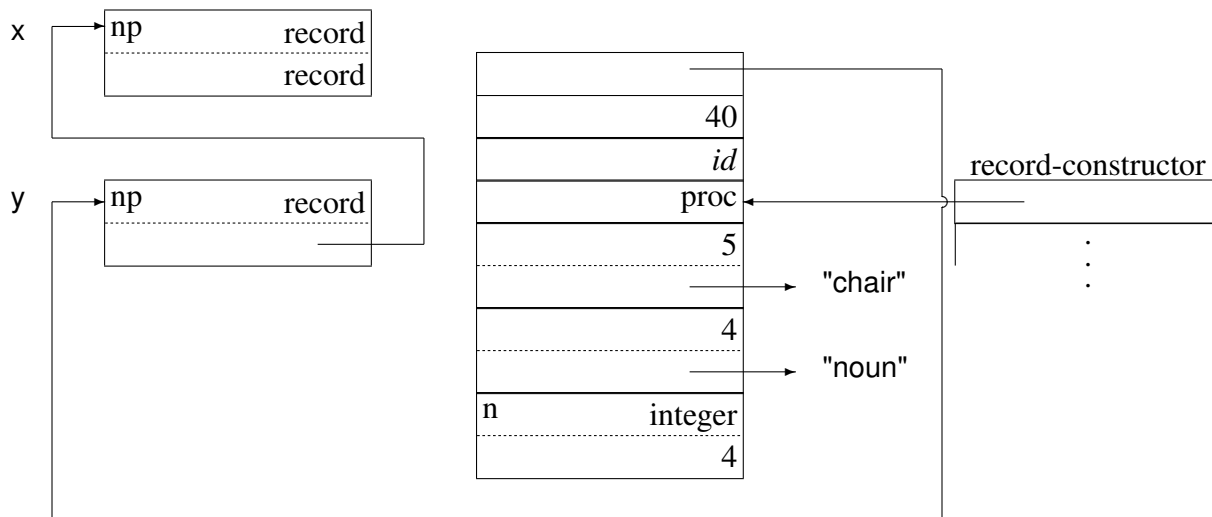 x
np record
record
y
np record
40
id
proc
record-constructor
5
"chair"
4
"noun"
n integer
4